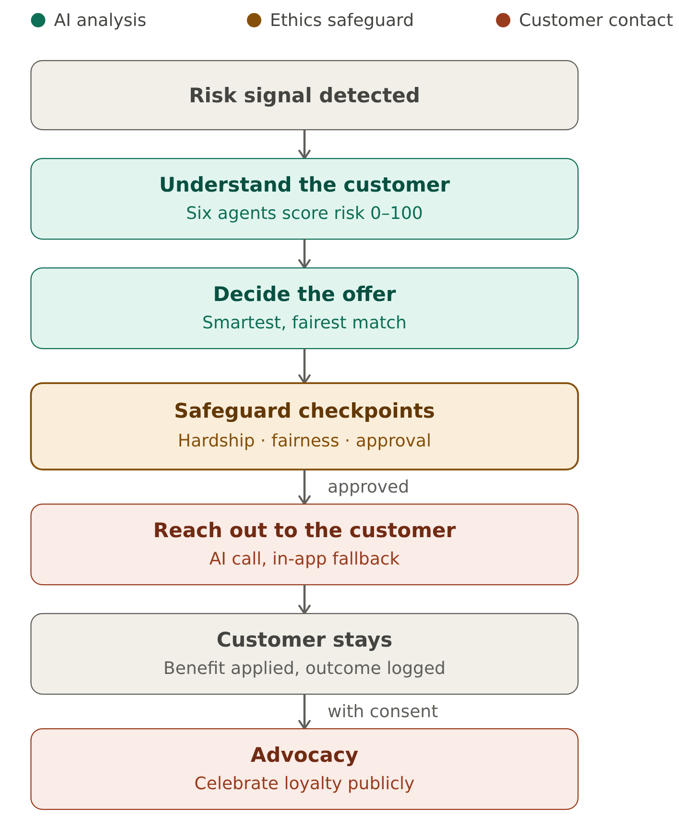 AI analysis
Ethics safeguard
Customer contact
Risk signal detected
Understand the customer
Six agents score risk 0–100
Decide the offer
Smartest, fairest match
Safeguard checkpoints
Hardship · fairness · approval
approved
Reach out to the customer
AI call, in-app fallback
Customer stays
Benefit applied, outcome logged
with consent
Advocacy
Celebrate loyalty publicly